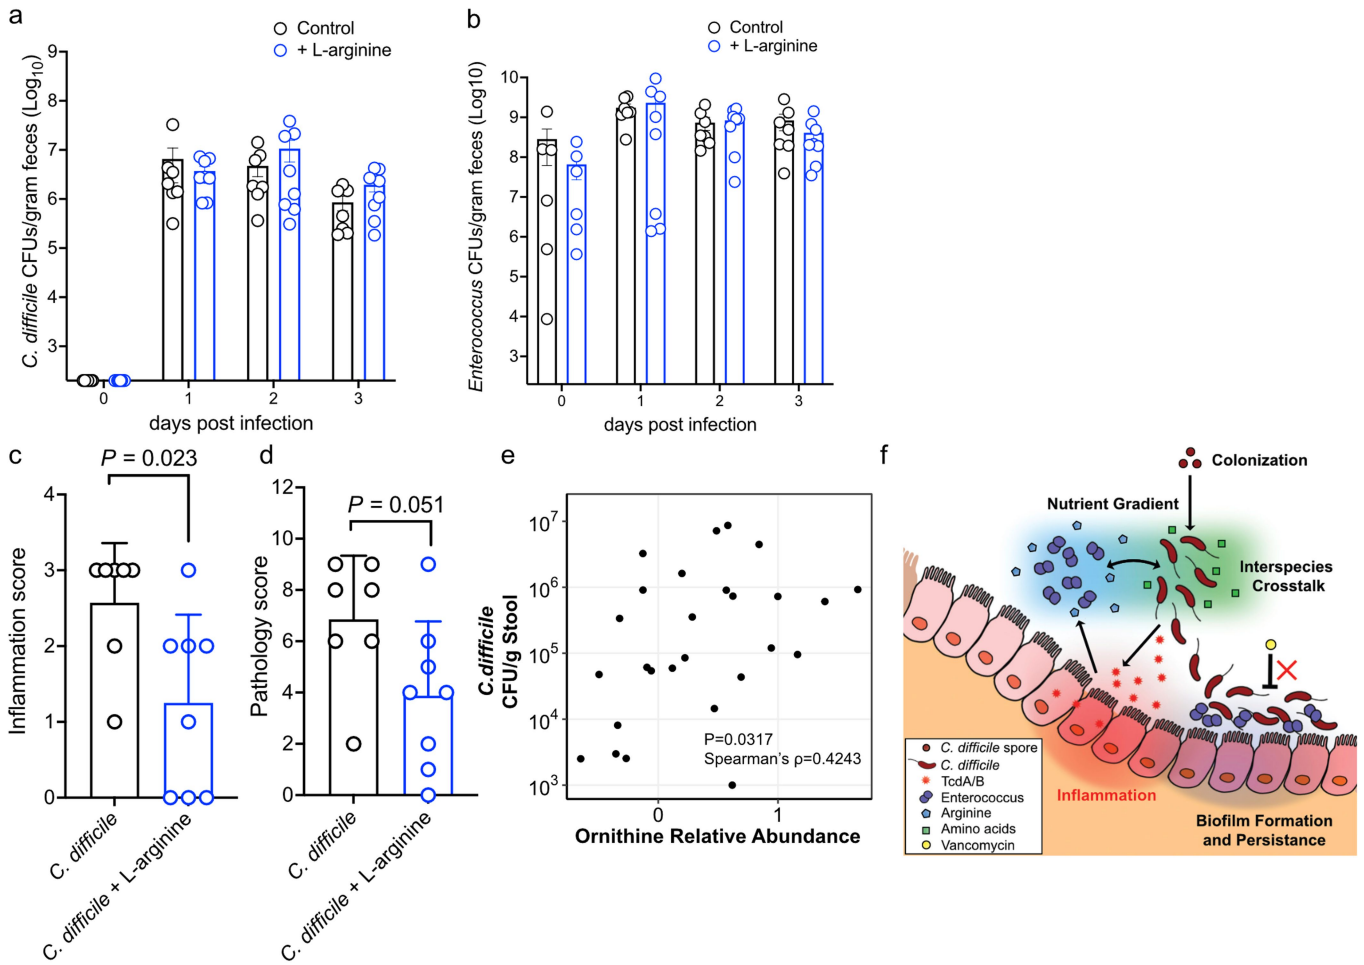 a
Control
+ L-arginine
C. difficile CFUs/gram feces (Log10)
9
8
7
6
5
4
3
0
1
2
3
days post infection
b
Control
+ L-arginine
Enterococcus CFUs/gram feces (Log10)
10
9
8
7
6
5
4
3
0
1
2
3
days post infection
c
P = 0.023
Inflammation score
4
3
2
1
0
C. difficile
C. difficile + L-arginine
d
P = 0.051
Pathology score
12
10
8
6
4
2
0
C. difficile
C. difficile + L-arginine
e
C.difficile
CFU/g Stool
10^7
10^6
10^5
10^4
10^3
P=0.0317
Spearman's ρ=0.4243
0
1
Ornithine Relative Abundance
f
Colonization
Nutrient Gradient
Interspecies
Crosstalk
Inflammation
Biofilm Formation
and Persistance
C. difficile spore
C. difficile
TcdA/B
Enterococcus
Arginine
Amino acids
Vancomycin